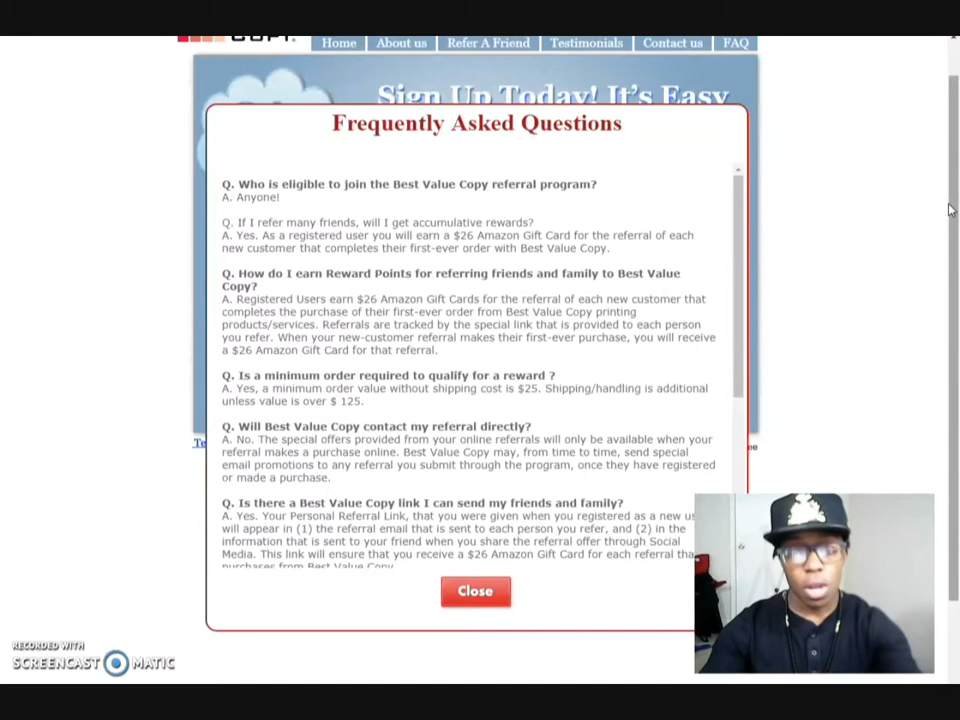 Home About us Refer A Friend Testimonials Contact us FAQ
Sign Up Today! It's Easy
Frequently Asked Questions
Q. Who is eligible to join the Best Value Copy referral program?
A. Anyone!
Q. If I refer many friends, will I get accumulative rewards?
A. Yes. As a registered user you will earn a $26 Amazon Gift Card for the referral of each
new customer that completes their first-ever order with Best Value Copy.
Q. How do I earn Reward Points for referring friends and family to Best Value
Copy?
A. Registered Users earn $26 Amazon Gift Cards for the referral of each new customer that
completes the purchase of their first-ever order from Best Value Copy printing
products/services. Referrals are tracked by the special link that is provided to each person
you refer. When your new-customer referral makes their first-ever purchase, you will receive
a $26 Amazon Gift Card for that referral.
Q. Is a minimum order required to qualify for a reward ?
A. Yes, a minimum order value without shipping cost is $25. Shipping/handling is additional
unless value is over $ 125.
Q. Will Best Value Copy contact my referral directly?
A. No. The special offers provided from your online referrals will only be available when your
referral makes a purchase online. Best Value Copy may, from time to time, send special
email promotions to any referral you submit through the program, once they have registered
or made a purchase.
Q. Is there a Best Value Copy link I can send my friends and family?
A. Yes. Your Personal Referral Link, that you were given when you registered as a new us
will appear in (1) the referral email that is sent to each person you refer, and (2) in the
information that is sent to your friend when you share the referral offer through Social
Media. This link will ensure that you receive a $26 Amazon Gift Card for each referral tha
purchases from Best Value Copy.
Close
RECORDED WITH
SCREENCAST MATIC